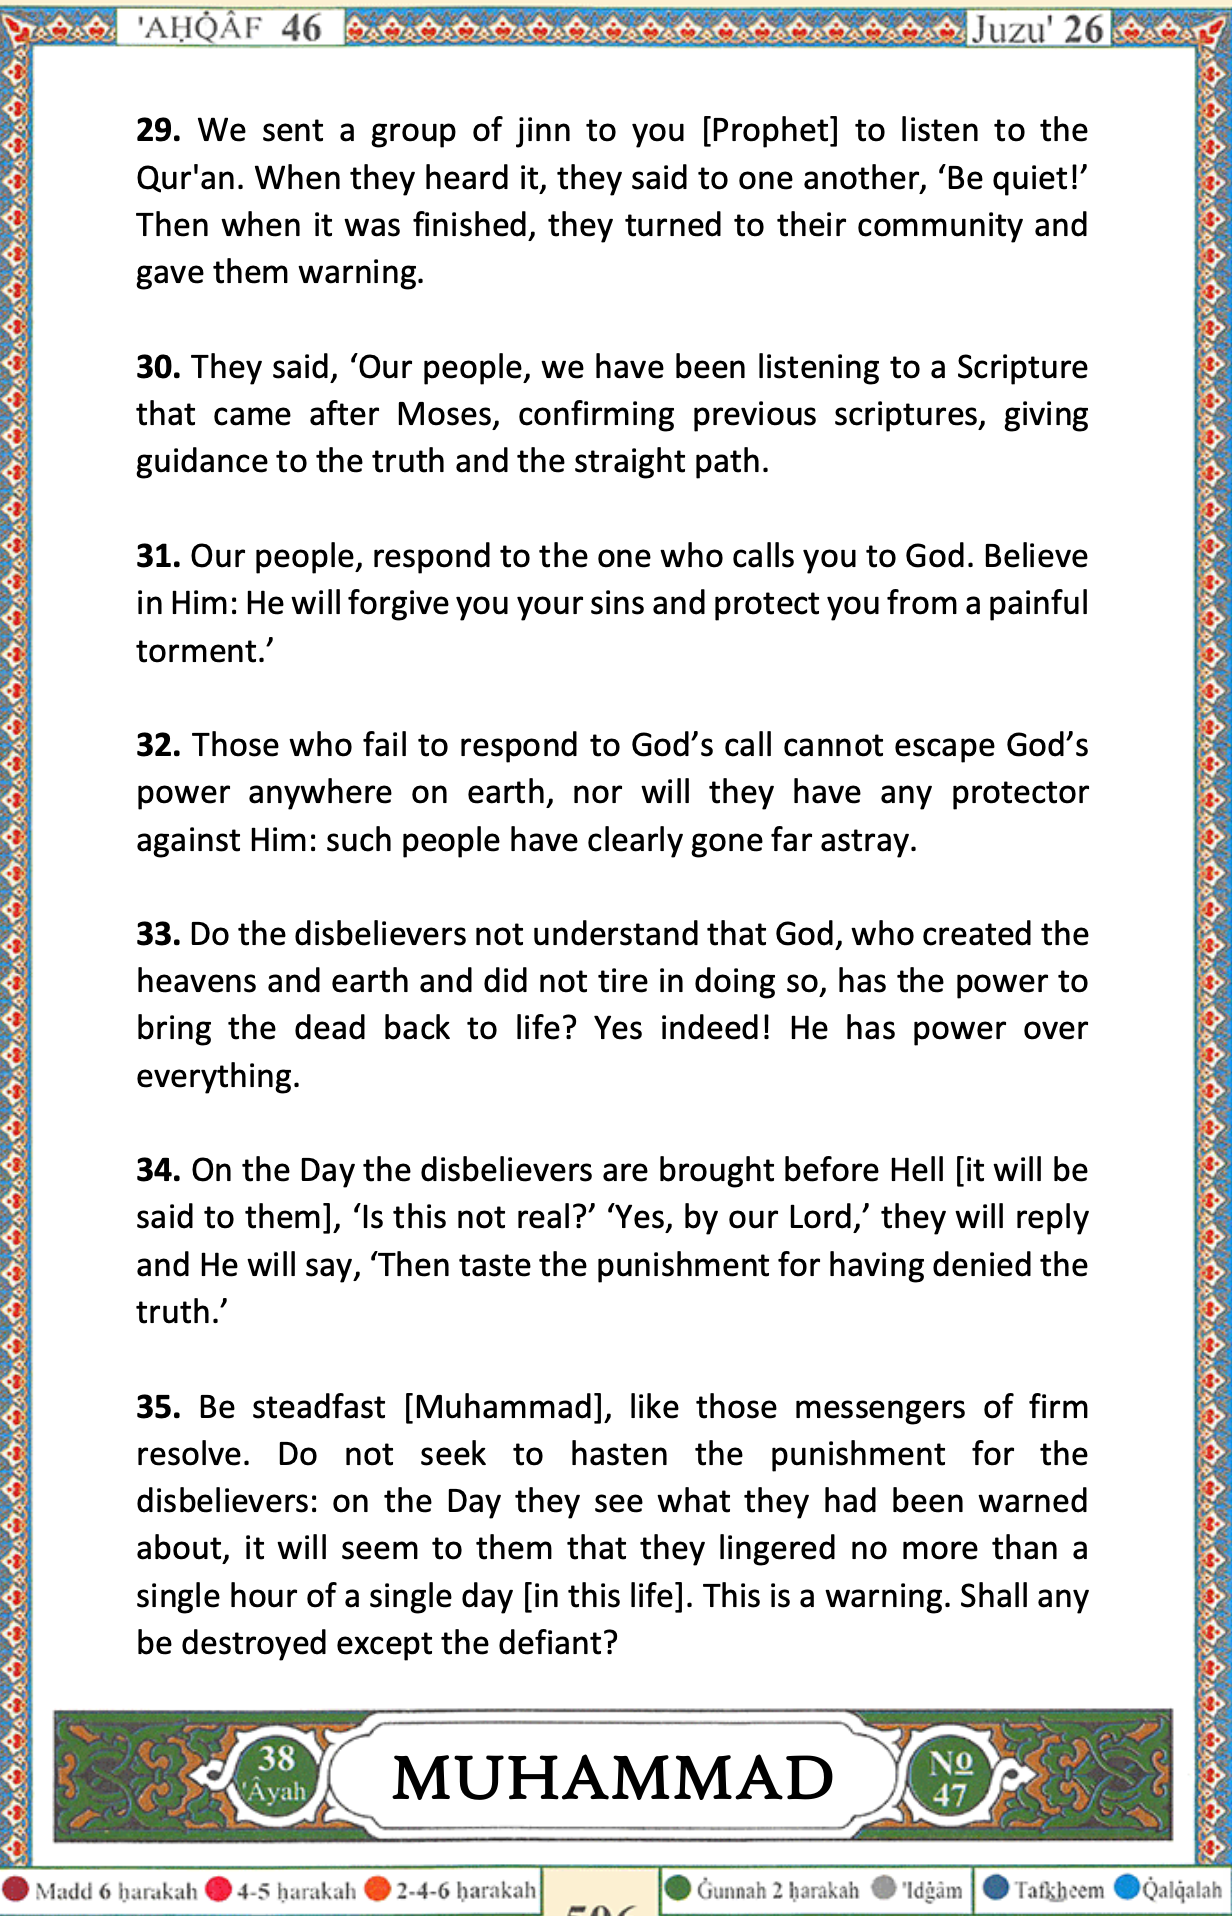 'AḤQ̇ÂF 46
Juzu' 26
29. We sent a group of jinn to you [Prophet] to listen to the
Qur'an. When they heard it, they said to one another, ‘Be quiet!’
Then when it was finished, they turned to their community and
gave them warning.
30. They said, ‘Our people, we have been listening to a Scripture
that came after Moses, confirming previous scriptures, giving
guidance to the truth and the straight path.
31. Our people, respond to the one who calls you to God. Believe
in Him: He will forgive you your sins and protect you from a painful
torment.’
32. Those who fail to respond to God’s call cannot escape God’s
power anywhere on earth, nor will they have any protector
against Him: such people have clearly gone far astray.
33. Do the disbelievers not understand that God, who created the
heavens and earth and did not tire in doing so, has the power to
bring the dead back to life? Yes indeed! He has power over
everything.
34. On the Day the disbelievers are brought before Hell [it will be
said to them], ‘Is this not real?’ ‘Yes, by our Lord,’ they will reply
and He will say, ‘Then taste the punishment for having denied the
truth.’
35. Be steadfast [Muhammad], like those messengers of firm
resolve. Do not seek to hasten the punishment for the
disbelievers: on the Day they see what they had been warned
about, it will seem to them that they lingered no more than a
single hour of a single day [in this life]. This is a warning. Shall any
be destroyed except the defiant?
38
'Âyah
MUHAMMAD
Nº
47
Madd 6 ḥarakah 4-5 ḥarakah 2-4-6 ḥarakah
Ġunnah 2 ḥarakah 'Idġâm Tafkheem Q̇alq̇alah